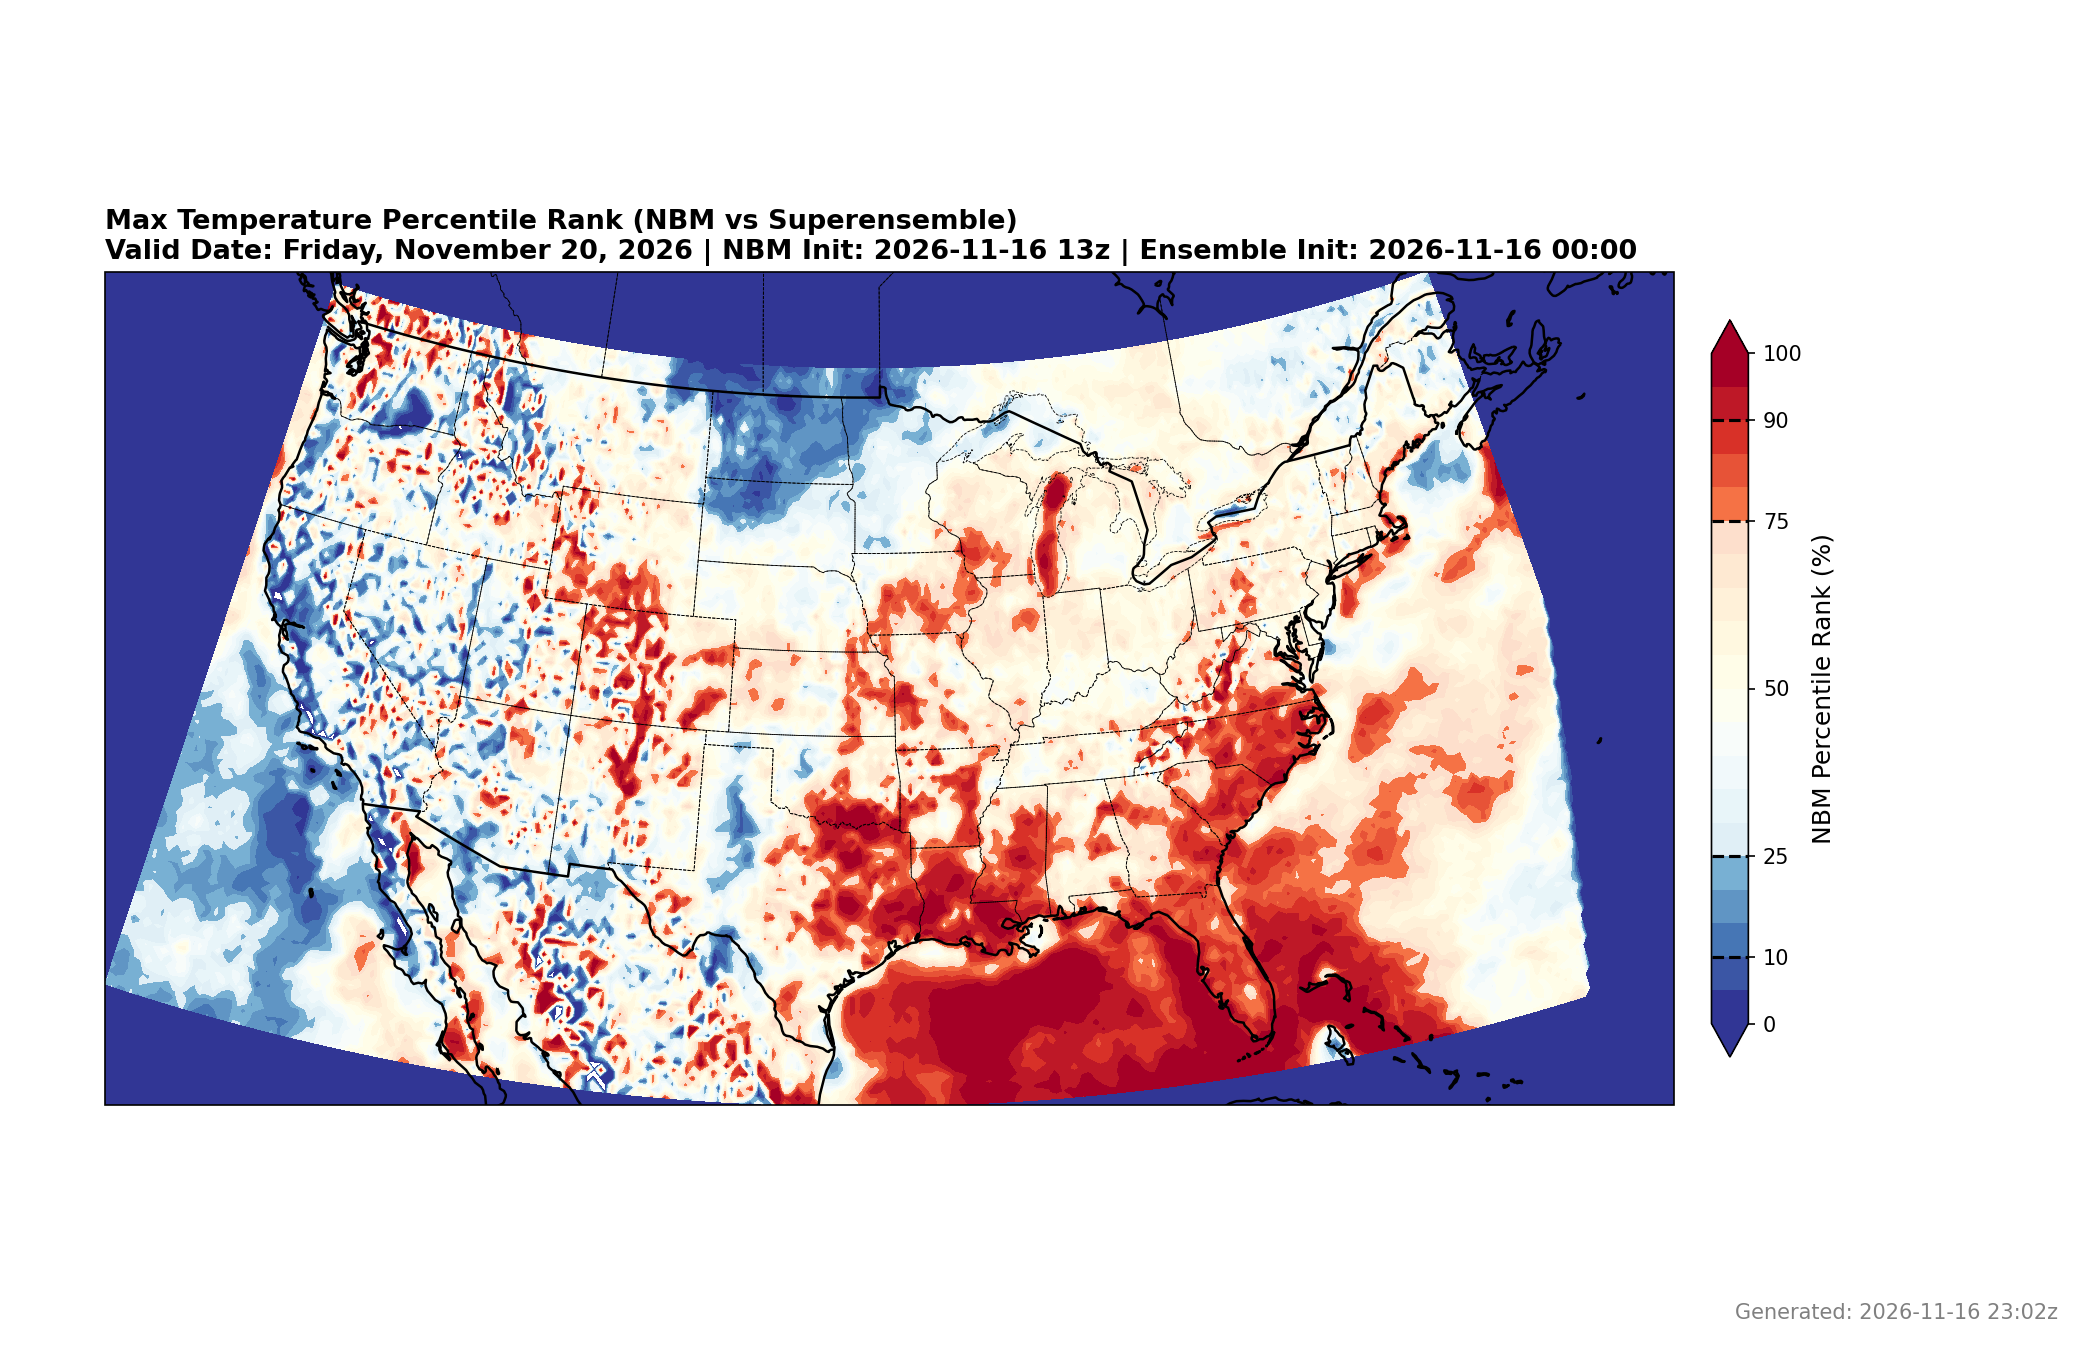 Max Temperature Percentile Rank (NBM vs Superensemble)
Valid Date: Friday, November 20, 2026 | NBM Init: 2026-11-16 13z | Ensemble Init: 2026-11-16 00:00
100
90
75
50
25
10
0
NBM Percentile Rank (%)
Generated: 2026-11-16 23:02z